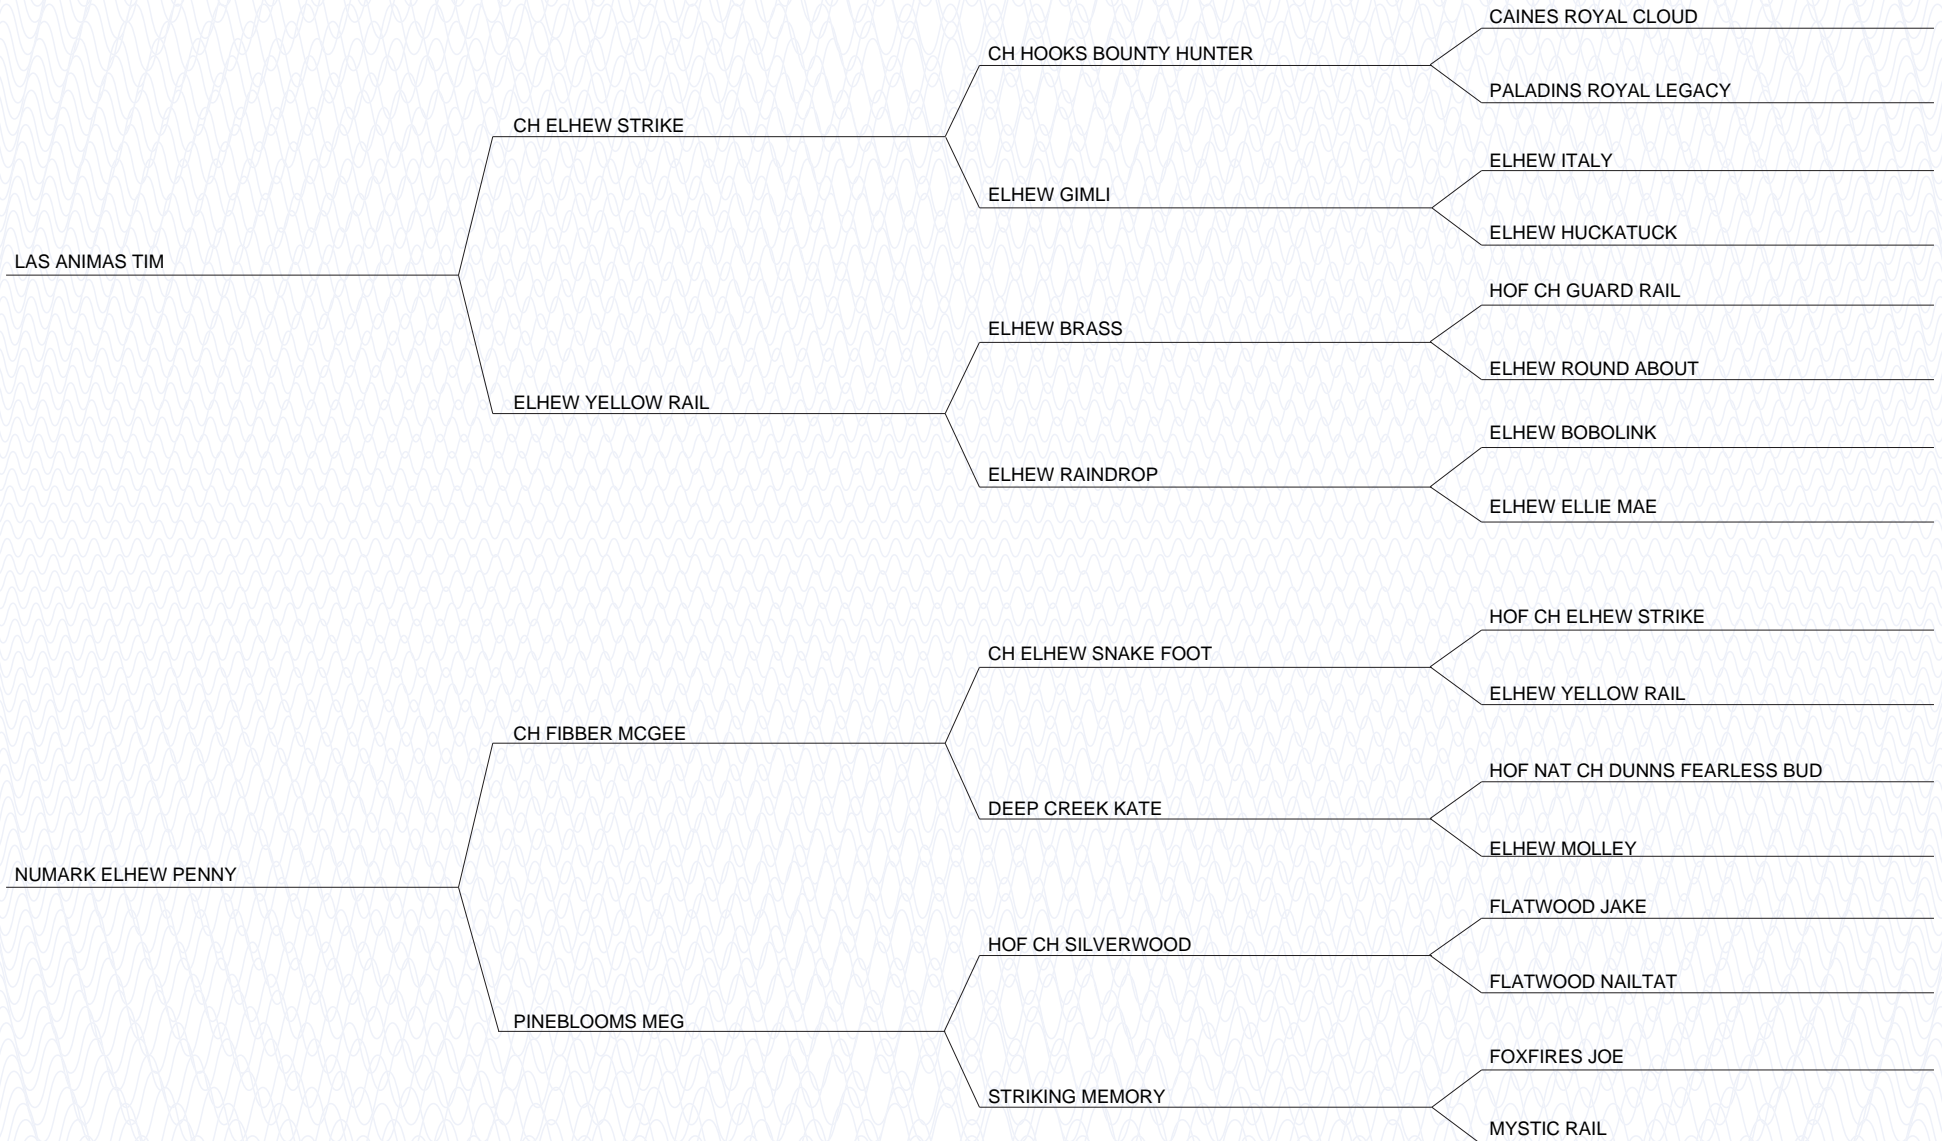 CAINES ROYAL CLOUD
CH HOOKS BOUNTY HUNTER
PALADINS ROYAL LEGACY
CH ELHEW STRIKE
ELHEW ITALY
ELHEW GIMLI
ELHEW HUCKATUCK
LAS ANIMAS TIM
HOF CH GUARD RAIL
ELHEW BRASS
ELHEW ROUND ABOUT
ELHEW YELLOW RAIL
ELHEW BOBOLINK
ELHEW RAINDROP
ELHEW ELLIE MAE
HOF CH ELHEW STRIKE
CH ELHEW SNAKE FOOT
ELHEW YELLOW RAIL
CH FIBBER MCGEE
HOF NAT CH DUNNS FEARLESS BUD
DEEP CREEK KATE
ELHEW MOLLEY
NUMARK ELHEW PENNY
FLATWOOD JAKE
HOF CH SILVERWOOD
FLATWOOD NAILTAT
PINEBLOOMS MEG
FOXFIRES JOE
STRIKING MEMORY
MYSTIC RAIL